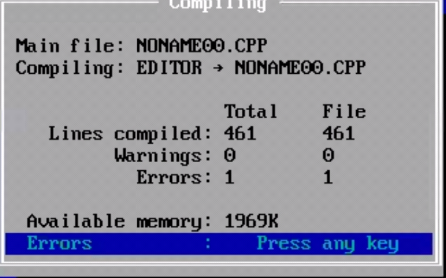 Compiling
Main file: NONAME00.CPP
Compiling: EDITOR → NONAME00.CPP
Total File
Lines compiled: 461 461
Warnings: 0 0
Errors: 1 1
Available memory: 1969K
Errors : Press any key